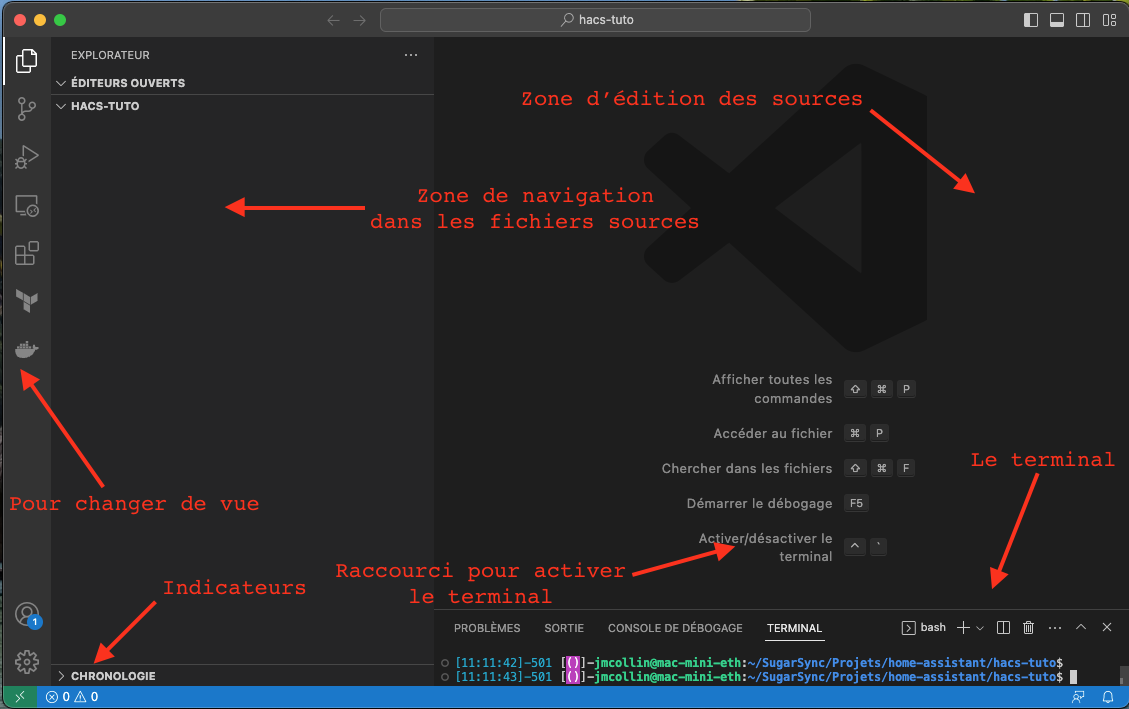 hacs-tuto
EXPLORATEUR
ÉDITEURS OUVERTS
HACS-TUTO
Zone d’édition des sources
Zone de navigation
dans les fichiers sources
Afficher toutes les
commandes
⇧ ⌘ P
Accéder au fichier
⌘ P
Chercher dans les fichiers
⇧ ⌘ F
Démarrer le débogage
F5
Activer/désactiver le
terminal
^ `
Le terminal
Pour changer de vue
Raccourci pour activer
le terminal
Indicateurs
1
PROBLÈMES SORTIE CONSOLE DE DÉBOGAGE TERMINAL bash
[11:11:42]-501 [()]-jmcollin@mac-mini-eth:~/SugarSync/Projets/home-assistant/hacs-tuto$
[11:11:43]-501 [()]-jmcollin@mac-mini-eth:~/SugarSync/Projets/home-assistant/hacs-tuto$
CHRONOLOGIE
0 0